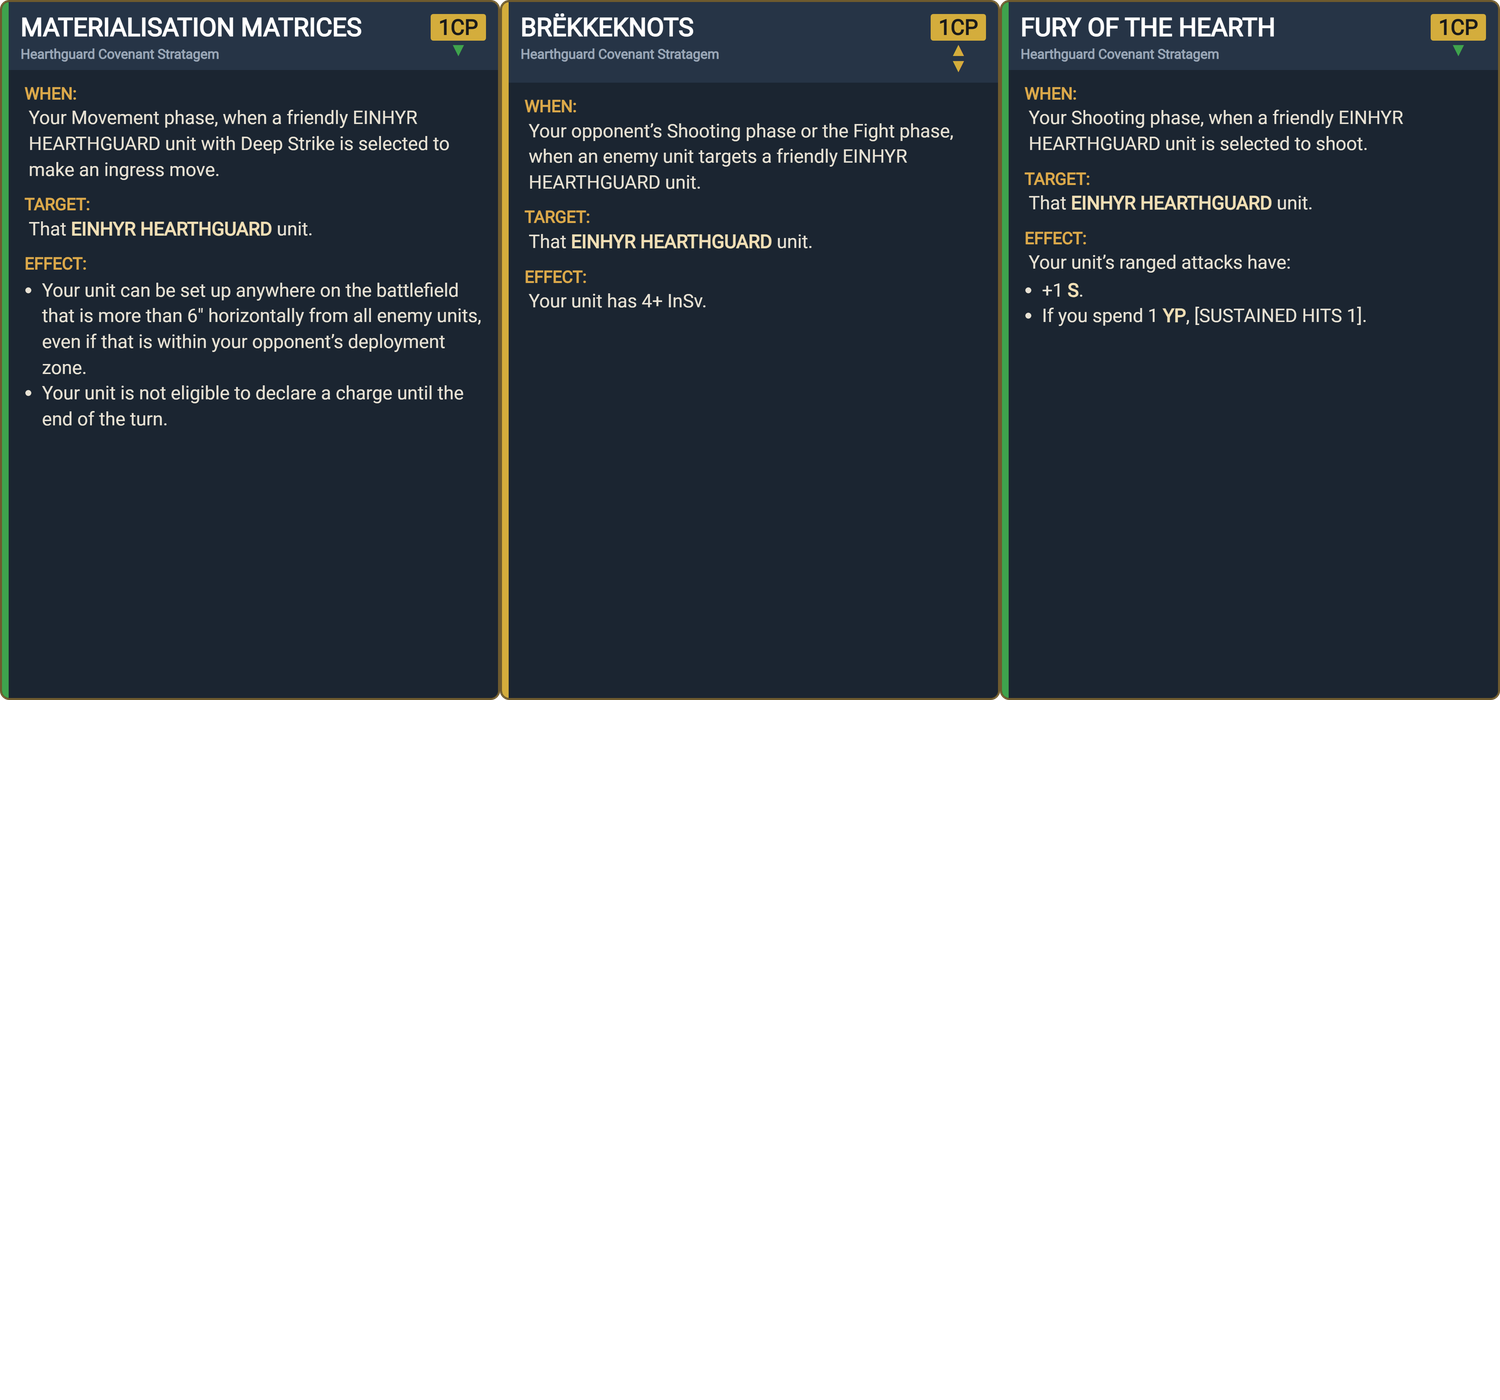 MATERIALISATION MATRICES
1CP
Hearthguard Covenant Stratagem
WHEN:
Your Movement phase, when a friendly EINHYR
HEARTHGUARD unit with Deep Strike is selected to
make an ingress move.
TARGET:
That EINHYR HEARTHGUARD unit.
EFFECT:
• Your unit can be set up anywhere on the battlefield
that is more than 6" horizontally from all enemy units,
even if that is within your opponent’s deployment
zone.
• Your unit is not eligible to declare a charge until the
end of the turn.
BRËKKEKNOTS
1CP
Hearthguard Covenant Stratagem
WHEN:
Your opponent’s Shooting phase or the Fight phase,
when an enemy unit targets a friendly EINHYR
HEARTHGUARD unit.
TARGET:
That EINHYR HEARTHGUARD unit.
EFFECT:
Your unit has 4+ InSv.
FURY OF THE HEARTH
1CP
Hearthguard Covenant Stratagem
WHEN:
Your Shooting phase, when a friendly EINHYR
HEARTHGUARD unit is selected to shoot.
TARGET:
That EINHYR HEARTHGUARD unit.
EFFECT:
Your unit’s ranged attacks have:
• +1 S.
• If you spend 1 YP, [SUSTAINED HITS 1].